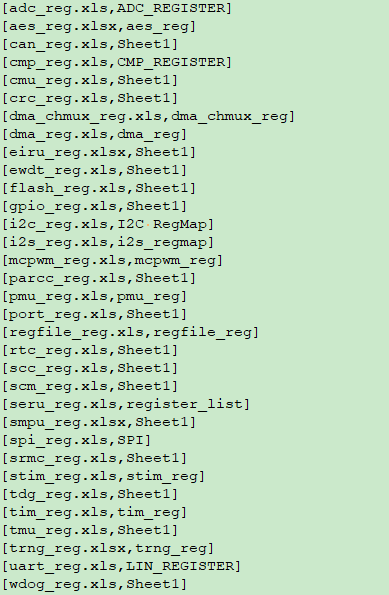 [adc_reg.xls,ADC_REGISTER]
[aes_reg.xlsx,aes_reg]
[can_reg.xls,Sheet1]
[cmp_reg.xls,CMP_REGISTER]
[cmu_reg.xls,Sheet1]
[crc_reg.xls,Sheet1]
[dma_chmux_reg.xls,dma_chmux_reg]
[dma_reg.xls,dma_reg]
[eiru_reg.xlsx,Sheet1]
[ewdt_reg.xls,Sheet1]
[flash_reg.xls,Sheet1]
[gpio_reg.xls,Sheet1]
[i2c_reg.xls,I2C RegMap]
[i2s_reg.xls,i2s_regmap]
[mcpwm_reg.xls,mcpwm_reg]
[parcc_reg.xls,Sheet1]
[pmu_reg.xls,pmu_reg]
[port_reg.xls,Sheet1]
[regfile_reg.xls,regfile_reg]
[rtc_reg.xls,Sheet1]
[scc_reg.xls,Sheet1]
[scm_reg.xls,Sheet1]
[seru_reg.xls,register_list]
[smpu_reg.xlsx,Sheet1]
[spi_reg.xls,SPI]
[srmc_reg.xls,Sheet1]
[stim_reg.xls,stim_reg]
[tdg_reg.xls,Sheet1]
[tim_reg.xls,tim_reg]
[tmu_reg.xls,Sheet1]
[trng_reg.xlsx,trng_reg]
[uart_reg.xls,LIN_REGISTER]
[wdog_reg.xls,Sheet1]